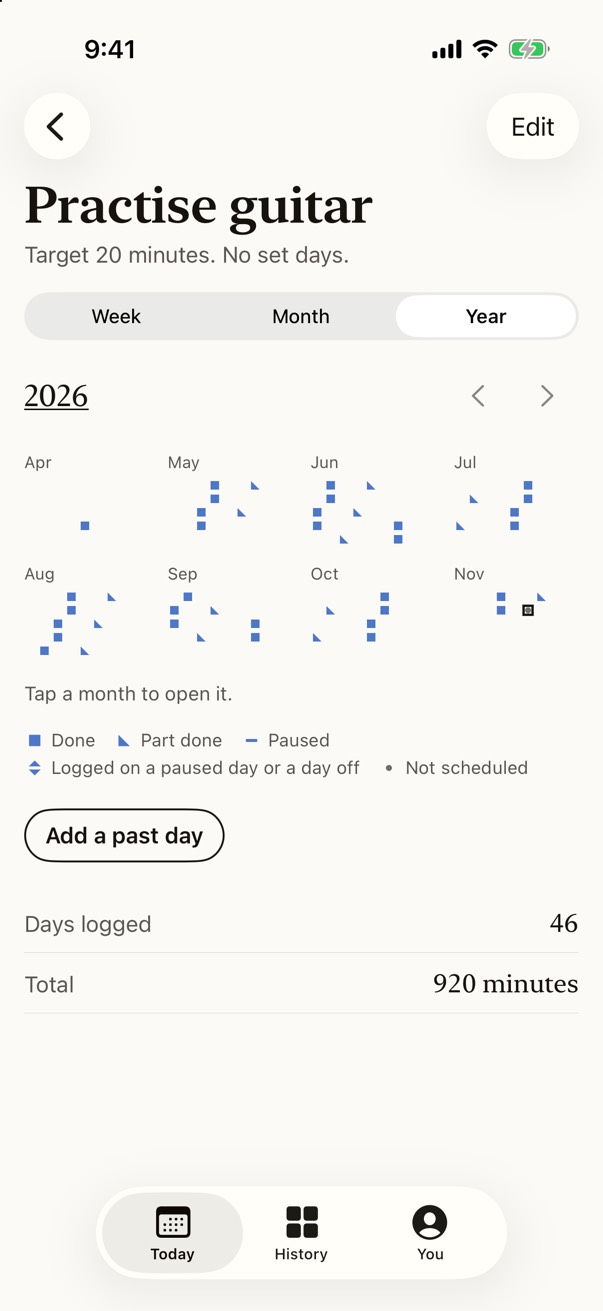 9:41
Edit
Practise guitar
Target 20 minutes. No set days.
Week Month Year
2026
Apr May Jun Jul
Aug Sep Oct Nov
Tap a month to open it.
Done Part done Paused
Logged on a paused day or a day off Not scheduled
Add a past day
Days logged 46
Total 920 minutes
Today History You